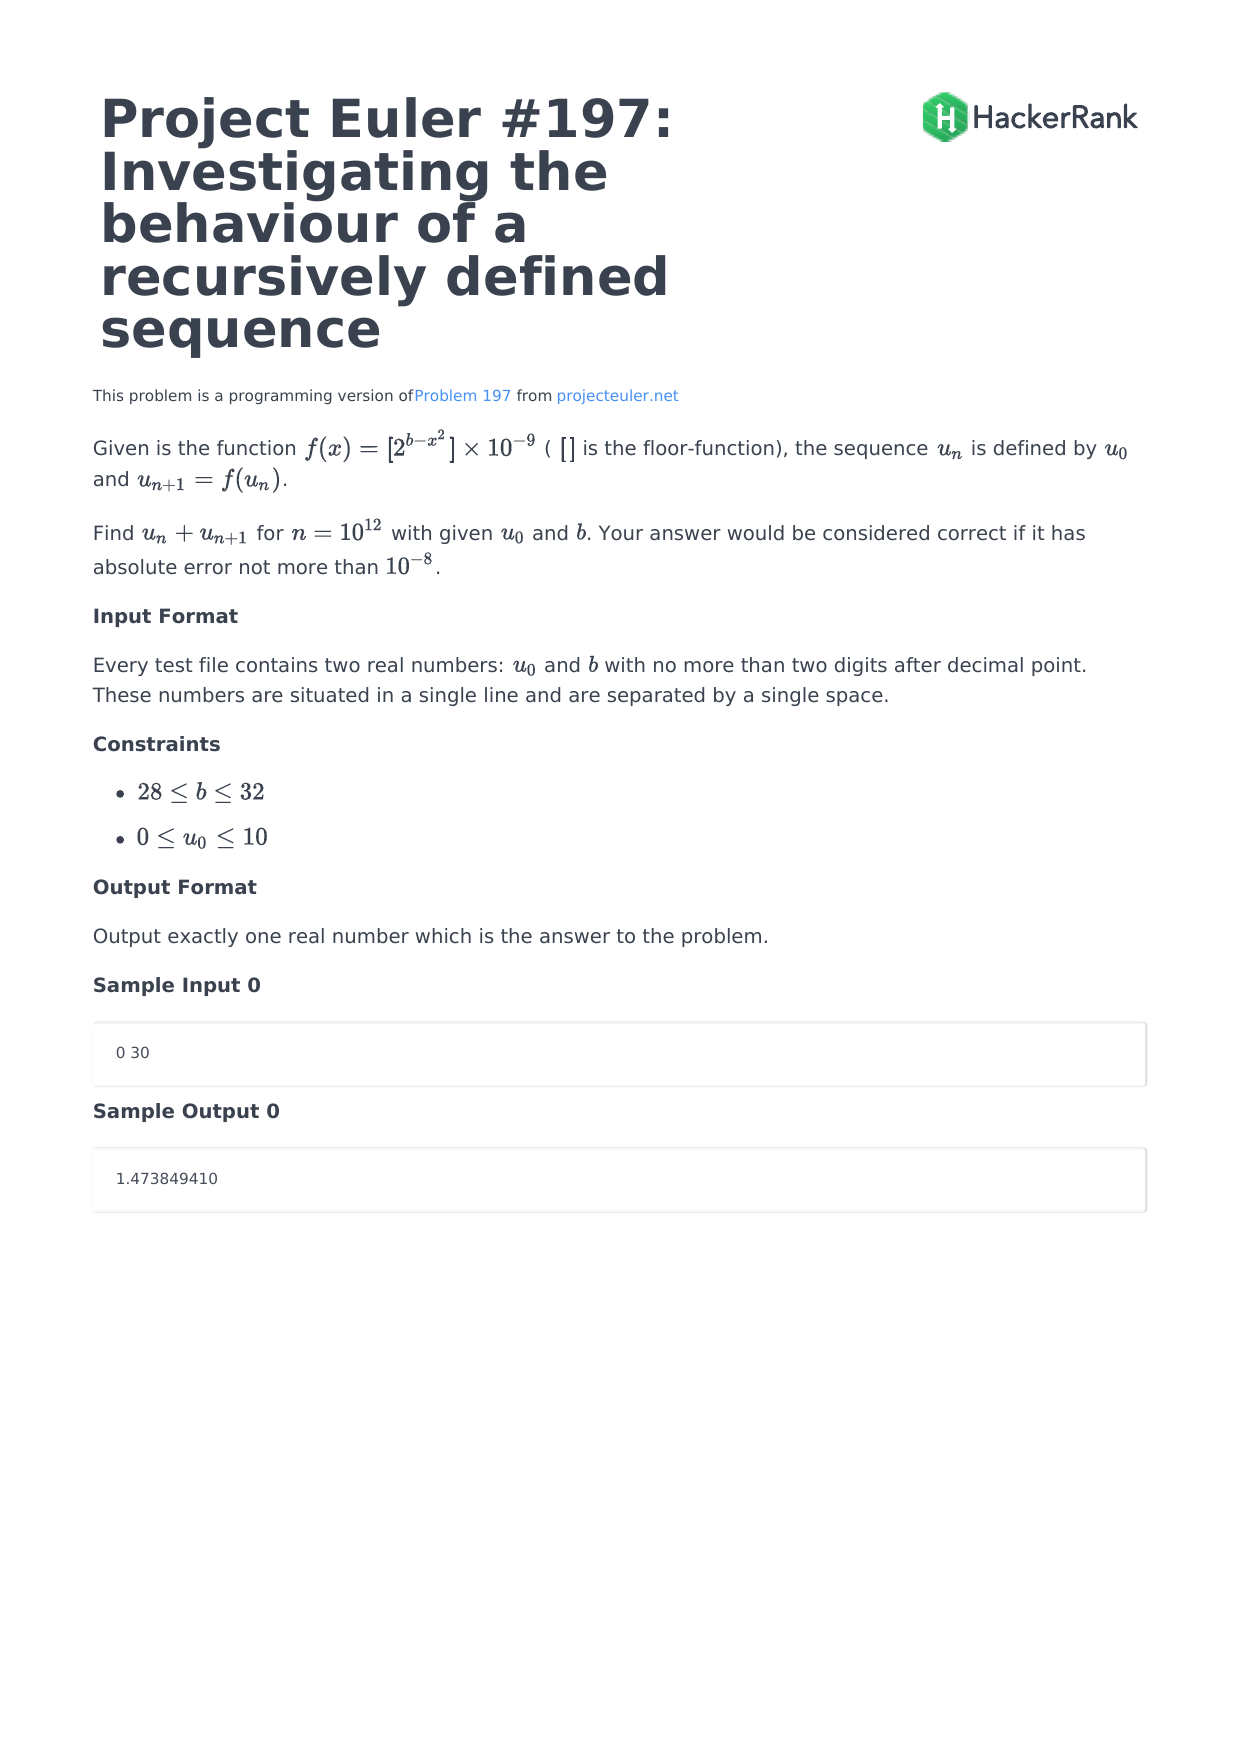 Project Euler #197:
Investigating the
behaviour of a
recursively defined
sequence
HackerRank
This problem is a programming version ofProblem 197 from projecteuler.net
Given is the function $f(x) = [2^{b-x^2}] \times 10^{-9}$ ( [] is the floor-function), the sequence $u_n$ is defined by $u_0$
and $u_{n+1} = f(u_n)$.
Find $u_n + u_{n+1}$ for $n = 10^{12}$ with given $u_0$ and $b$. Your answer would be considered correct if it has
absolute error not more than $10^{-8}$.
Input Format
Every test file contains two real numbers: $u_0$ and $b$ with no more than two digits after decimal point.
These numbers are situated in a single line and are separated by a single space.
Constraints
• $28 \leq b \leq 32$
• $0 \leq u_0 \leq 10$
Output Format
Output exactly one real number which is the answer to the problem.
Sample Input 0
0 30
Sample Output 0
1.473849410